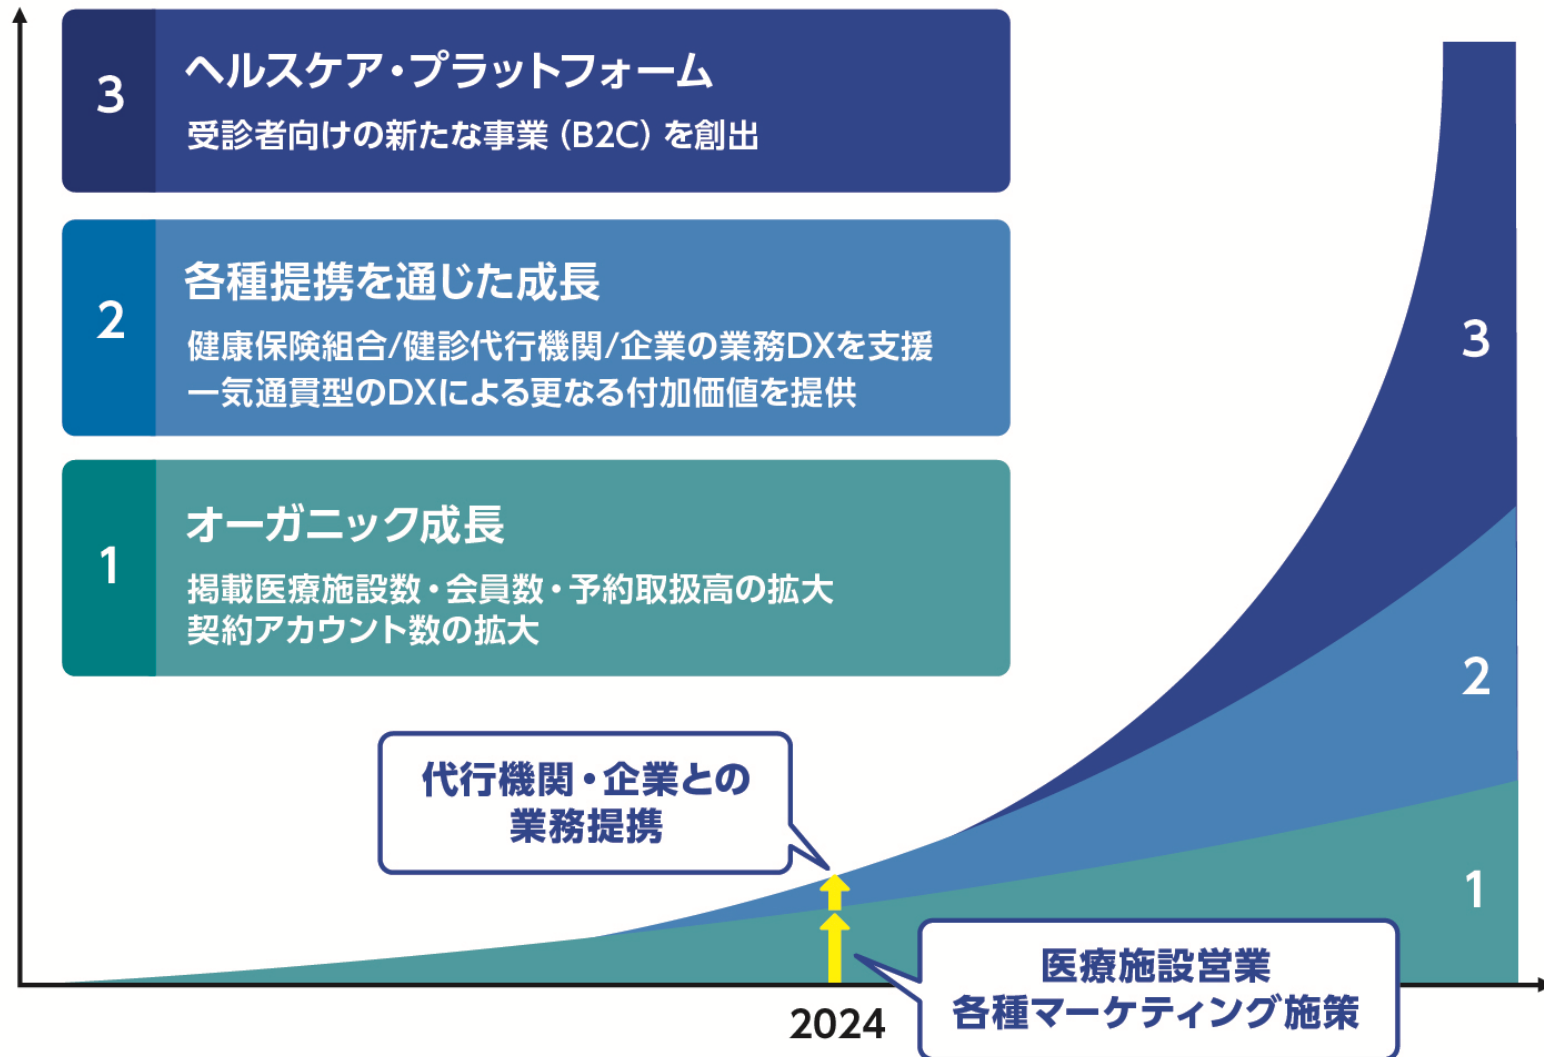 3
ヘルスケア・プラットフォーム
受診者向けの新たな事業（B2C）を創出
2
各種提携を通じた成長
健康保険組合/健診代行機関/企業の業務DXを支援
一気通貫型のDXによる更なる付加価値を提供
1
オーガニック成長
掲載医療施設数・会員数・予約取扱高の拡大
契約アカウント数の拡大
3
2
1
代行機関・企業との
業務提携
医療施設営業
各種マーケティング施策
2024